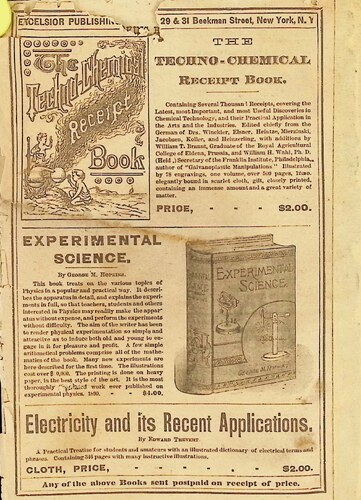 EXCELSIOR PUBLISHING
29 & 31 Beekman Street, New York, N. Y
The
Techno-Chemical
Receipt
Book
THE
TECHNO-CHEMICAL
RECEIPT BOOK.
Containing Several Thousand Receipts, covering the
Latest, most Important, and most Useful Discoveries in
Chemical Technology, and their Practical Application in
the Arts and the Industries. Edited chiefly from the
German of Drs. Winckler, Elsner, Heintze, Mierzinski,
Jacobsen, Koller, and Heinzerling, with additions by
William T. Brannt, Graduate of the Royal Agricultural
College of Eldena, Prussia, and William H. Wahl, Ph. D.
(Held.) Secretary of the Franklin Institute, Philadelphia,
author of "Galvanoplastic Manipulations." Illustrated
by 78 engravings, one volume, over 500 pages, 12mo.
elegantly bound in scarlet cloth, gilt, closely printed,
containing an immense amount and a great variety of
matter.
PRICE, - - - - $2.00.
EXPERIMENTAL
SCIENCE,
By George M. Hopkins.
This book treats on the various topics of
Physics in a popular and practical way. It descri-
bes the apparatus in detail, and explains the experi-
ments in full, so that teachers, students and others
interested in Physics may readily make the appar-
atus without expense, and perform the experiments
without difficulty. The aim of the writer has been
to render physical experimentation so simple and
attractive as to induce both old and young to en-
gage in it for pleasure and profit. A few simple
arithmetical problems comprise all of the mathe-
matics of the book. Many new experiments are
here described for the first time. The illustrations
cost over $ ,000. The printing is done on heavy
paper, in the best style of the art. It is the most
thoroughly work ever published on
experimental physics. - - $4.00.
EXPERIMENTAL
SCIENCE
George M. Hopkins
Electricity and its Recent Applications,
By Edward Trevert.
A Practical Treatise for Students and amateurs with an illustrated dictionary of electrical terms and
phrases. Containing 346 pages with many instructive illustrations.
CLOTH, PRICE, - - - - $2.00.
Any of the above Books sent postpaid on receipt of price.